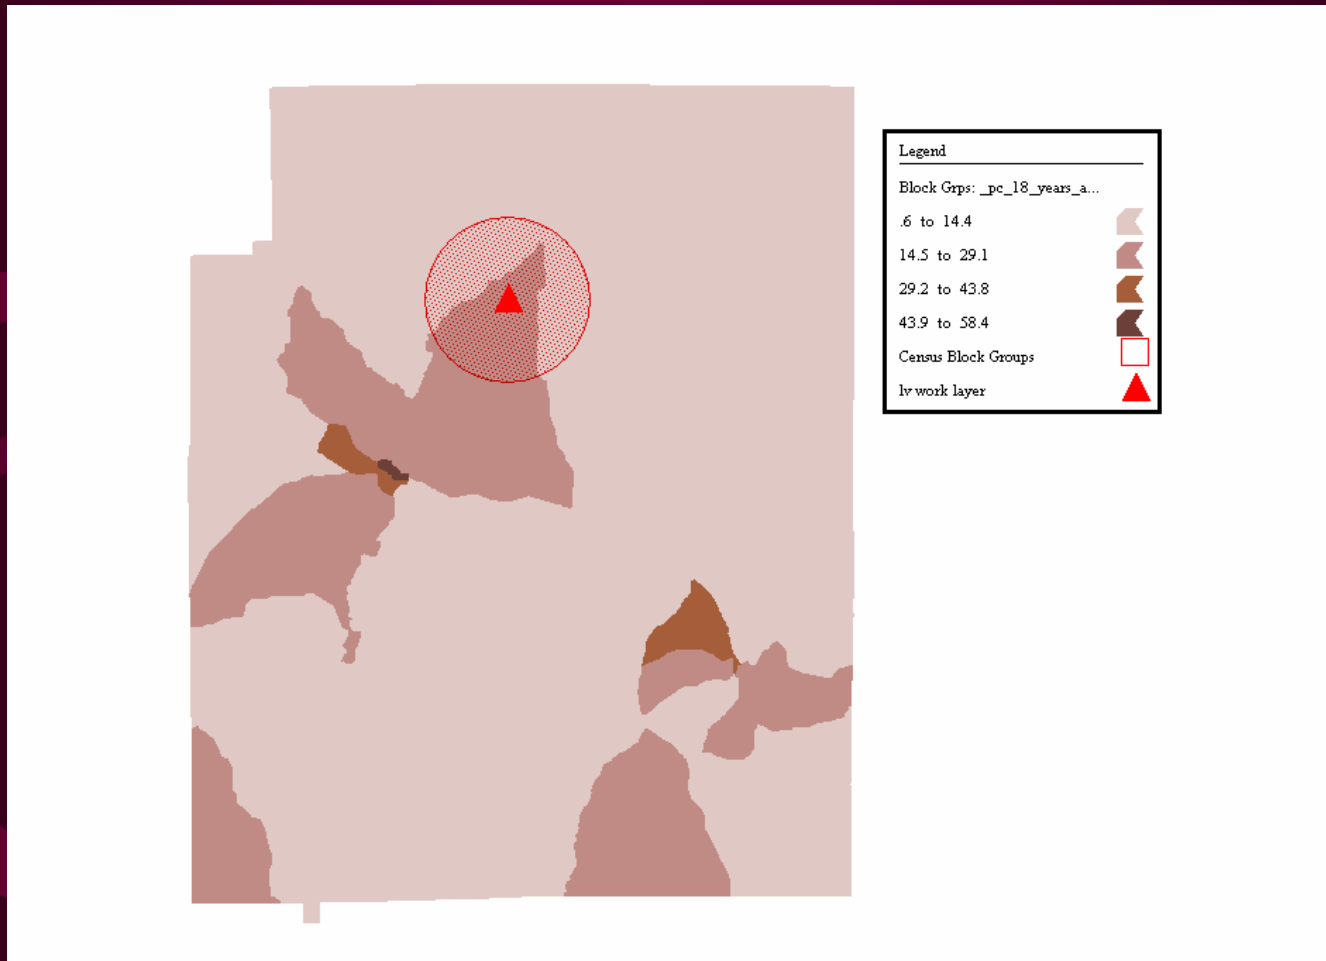 Legend
Block Grps: _pc_18_years_a...
.6 to 14.4
14.5 to 29.1
29.2 to 43.8
43.9 to 58.4
Census Block Groups
lv work layer